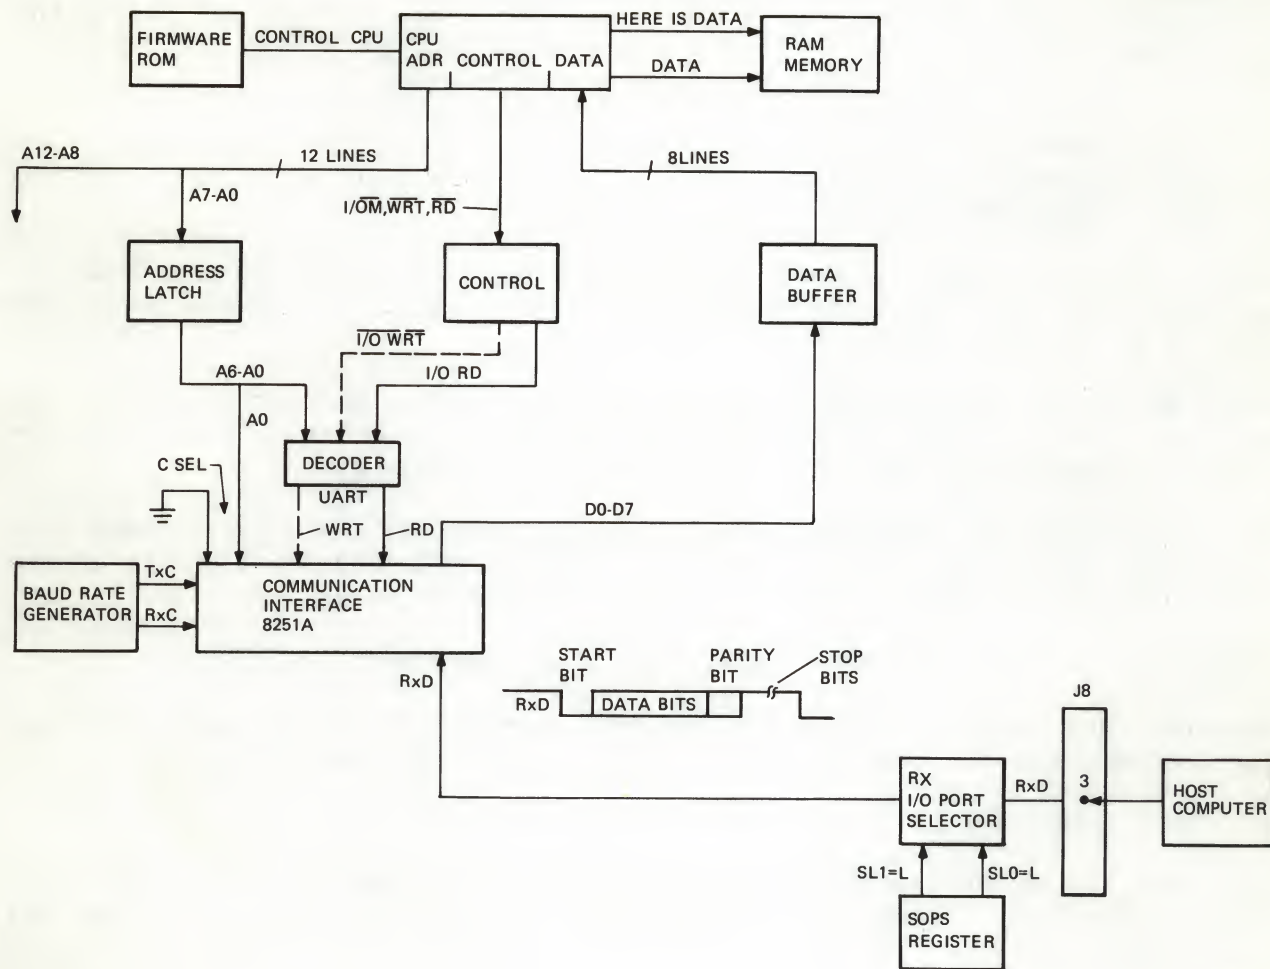 FIRMWARE
ROM
CONTROL CPU
CPU
ADR
CONTROL
DATA
HERE IS DATA
DATA
RAM
MEMORY
A12-A8
12 LINES
8LINES
A7-A0
I/OM,WRT,RD
ADDRESS
LATCH
CONTROL
DATA
BUFFER
I/O WRT
A6-A0
I/O RD
A0
DECODER
C SEL
UART
WRT
RD
D0-D7
BAUD RATE
GENERATOR
TxC
RxC
COMMUNICATION
INTERFACE
8251A
RxD
START
BIT
PARITY
BIT
STOP
BITS
RxD
DATA BITS
J8
RX
I/O PORT
SELECTOR
RxD
3
HOST
COMPUTER
SL1=L
SL0=L
SOPS
REGISTER